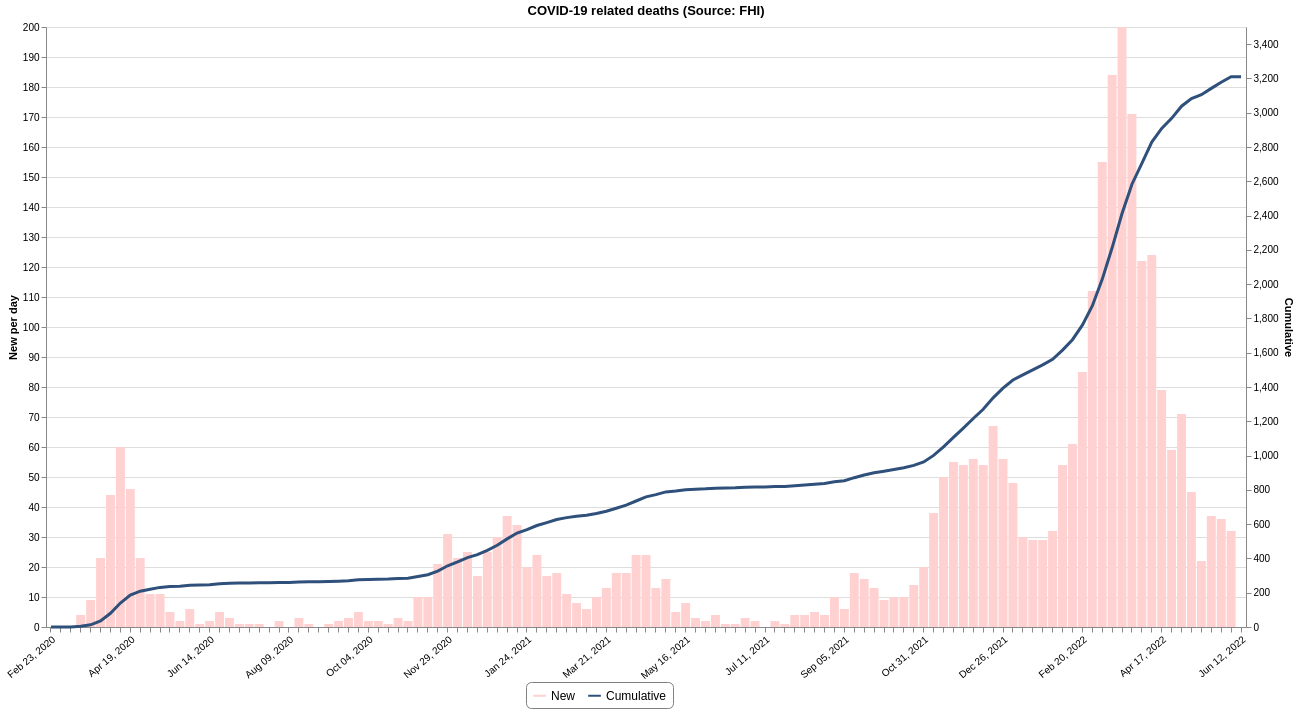 COVID-19 related deaths (Source: FHI)
200
190
180
170
160
150
140
130
120
110
100
90
80
70
60
50
40
30
20
10
0
New per day
3,400
3,200
3,000
2,800
2,600
2,400
2,200
2,000
1,800
1,600
1,400
1,200
1,000
800
600
400
200
0
Cumulative
Feb 23, 2020
Apr 19, 2020
Jun 14, 2020
Aug 09, 2020
Oct 04, 2020
Nov 29, 2020
Jan 24, 2021
Mar 21, 2021
May 16, 2021
Jul 11, 2021
Sep 05, 2021
Oct 31, 2021
Dec 26, 2021
Feb 20, 2022
Apr 17, 2022
Jun 12, 2022
New Cumulative